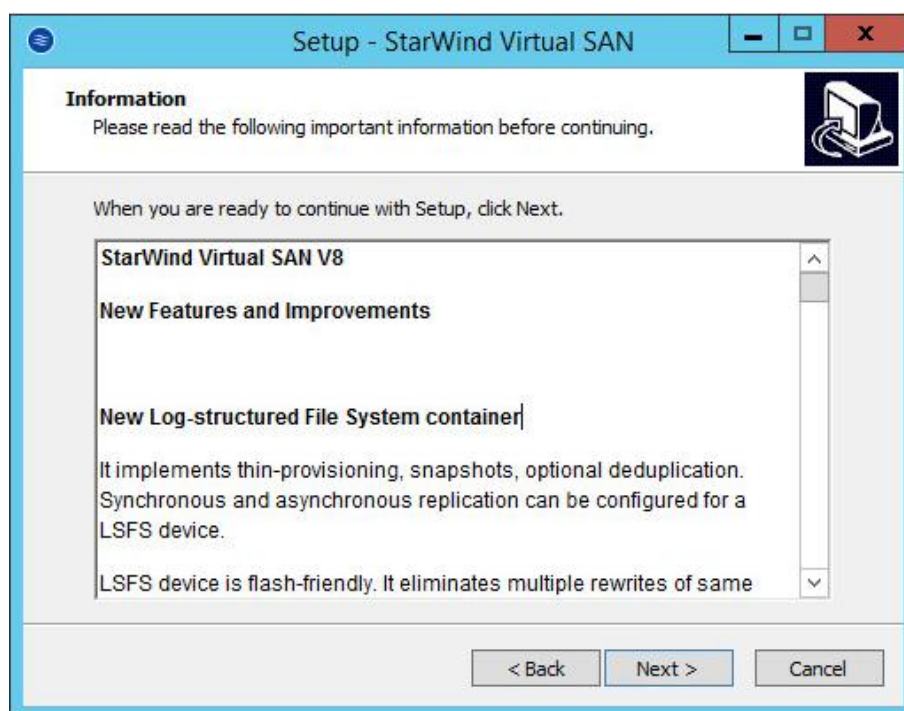 Setup - StarWind Virtual SAN
Information
Please read the following important information before continuing.
When you are ready to continue with Setup, click Next.
StarWind Virtual SAN V8
New Features and Improvements
New Log-structured File System container
It implements thin-provisioning, snapshots, optional deduplication.
Synchronous and asynchronous replication can be configured for a
LSFS device.
LSFS device is flash-friendly. It eliminates multiple rewrites of same
< Back
Next >
Cancel